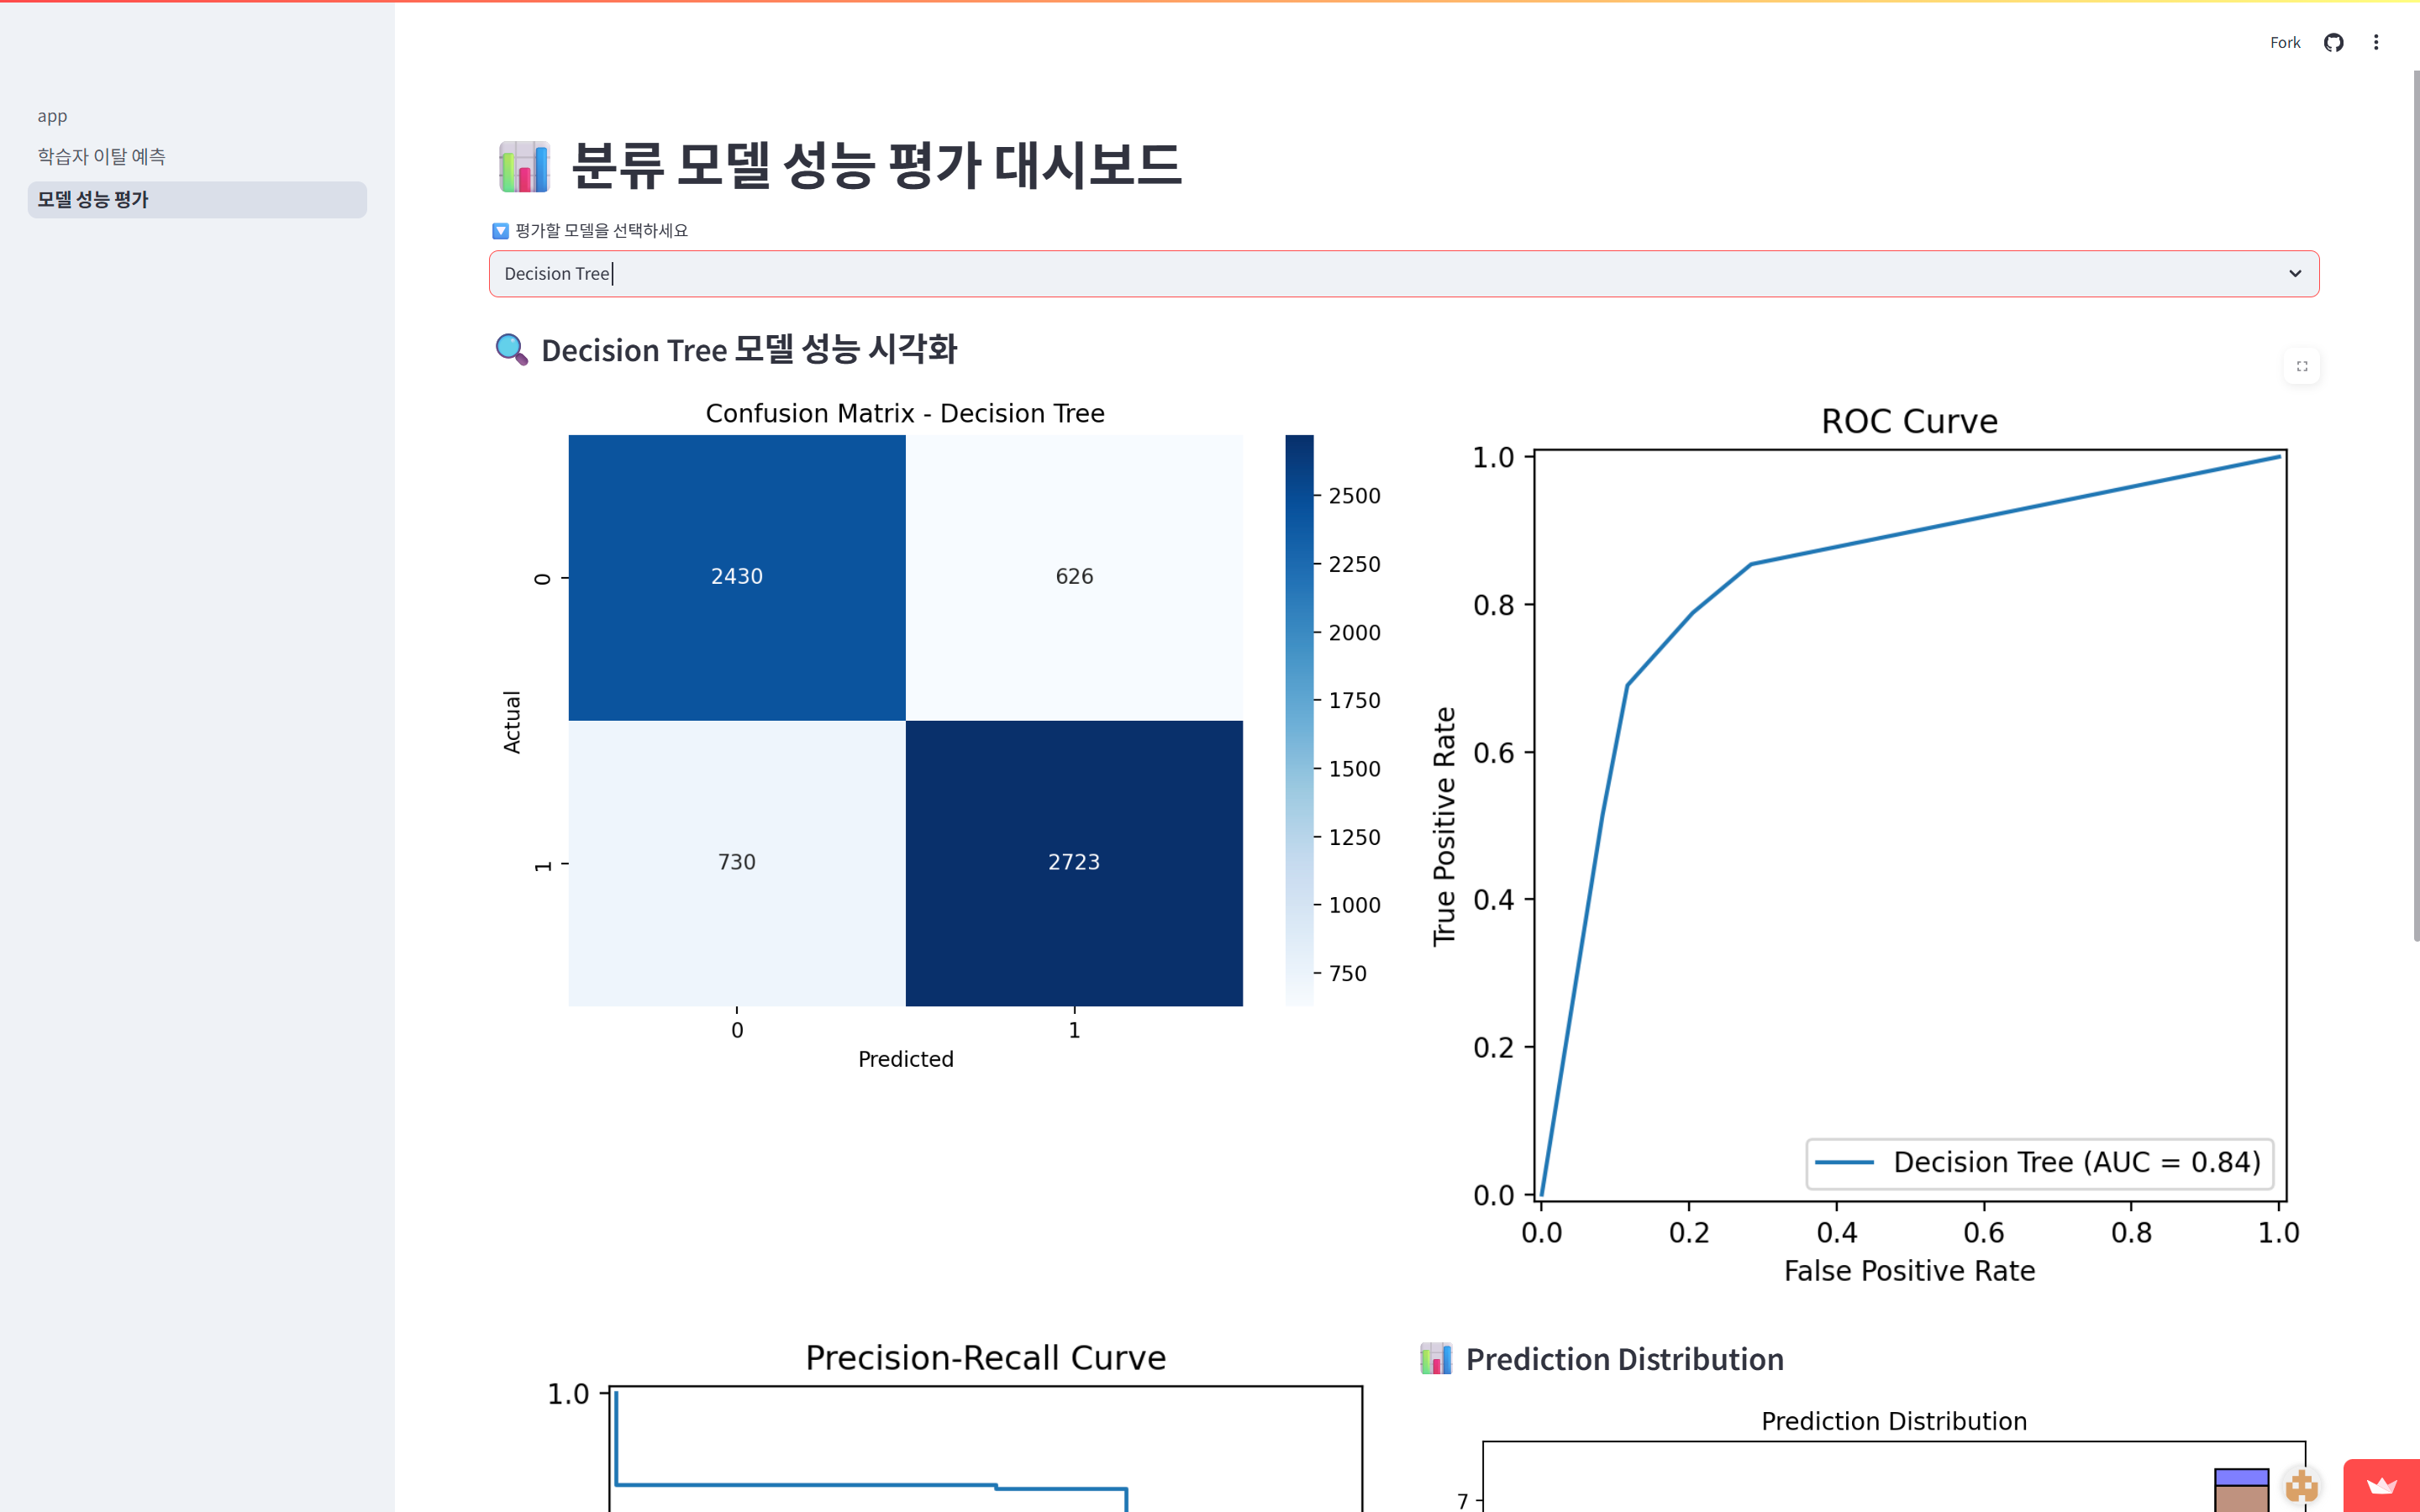 Fork
app
학습자 이탈 예측
모델 성능 평가
분류 모델 성능 평가 대시보드
평가할 모델을 선택하세요
Decision Tree
Decision Tree 모델 성능 시각화
Confusion Matrix - Decision Tree
2430
626
730
2723
0
1
Actual
0
1
Predicted
2500
2250
2000
1750
1500
1250
1000
750
ROC Curve
1.0
0.8
0.6
0.4
0.2
0.0
True Positive Rate
Decision Tree (AUC = 0.84)
0.0
0.2
0.4
0.6
0.8
1.0
False Positive Rate
Precision-Recall Curve
1.0
Prediction Distribution
Prediction Distribution
7